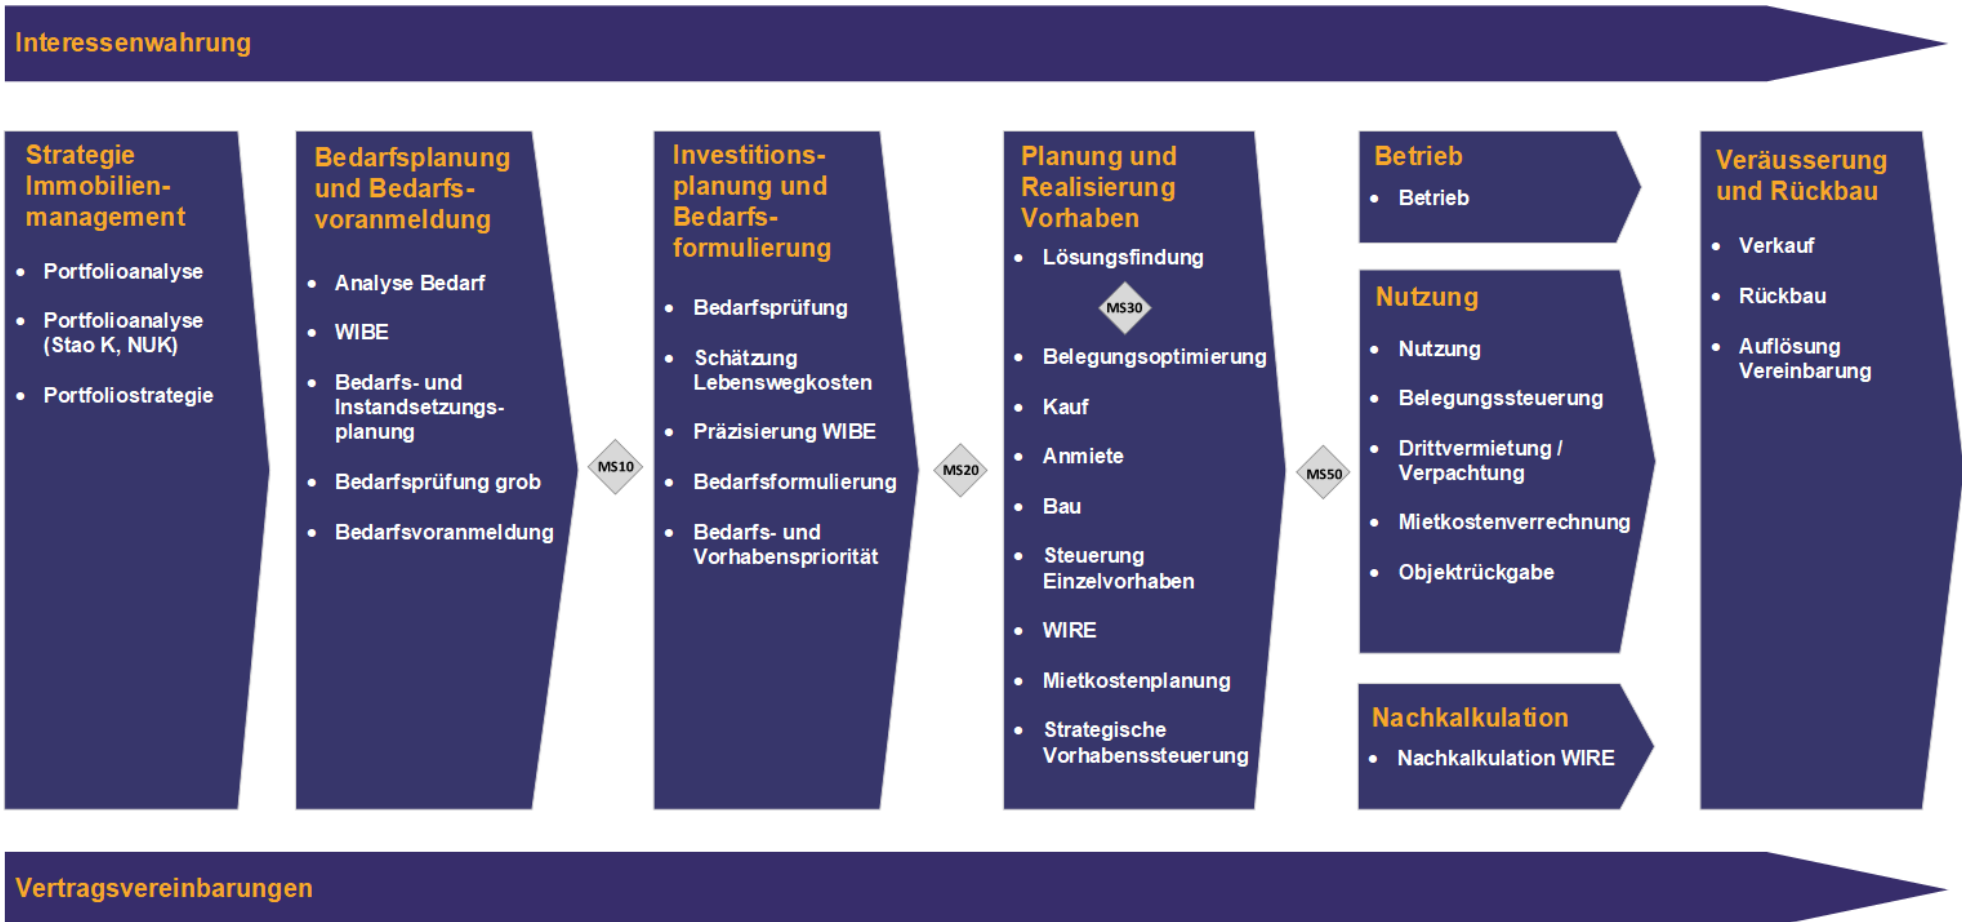 Interessenwahrung
Strategie
Immobilien-
management
• Portfolioanalyse
• Portfolioanalyse
(Stao K, NUK)
• Portfoliostrategie
Bedarfsplanung
und Bedarfs-
voranmeldung
• Analyse Bedarf
• WIBE
• Bedarfs- und
Instandsetzungs-
planung
• Bedarfsprüfung grob
• Bedarfsvoranmeldung
MS10
Investitions-
planung und
Bedarfs-
formulierung
• Bedarfsprüfung
• Schätzung
Lebenswegkosten
• Präzisierung WIBE
• Bedarfsformulierung
• Bedarfs- und
Vorhabenspriorität
MS20
Planung und
Realisierung
Vorhaben
• Lösungsfindung
MS30
• Belegungsoptimierung
• Kauf
• Anmiete
• Bau
• Steuerung
Einzelvorhaben
• WIRE
• Mietkostenplanung
• Strategische
Vorhabenssteuerung
MS50
Betrieb
• Betrieb
Nutzung
• Nutzung
• Belegungssteuerung
• Drittvermietung /
Verpachtung
• Mietkostenverrechnung
• Objektrückgabe
Nachkalkulation
• Nachkalkulation WIRE
Veräusserung
und Rückbau
• Verkauf
• Rückbau
• Auflösung
Vereinbarung
Vertragsvereinbarungen